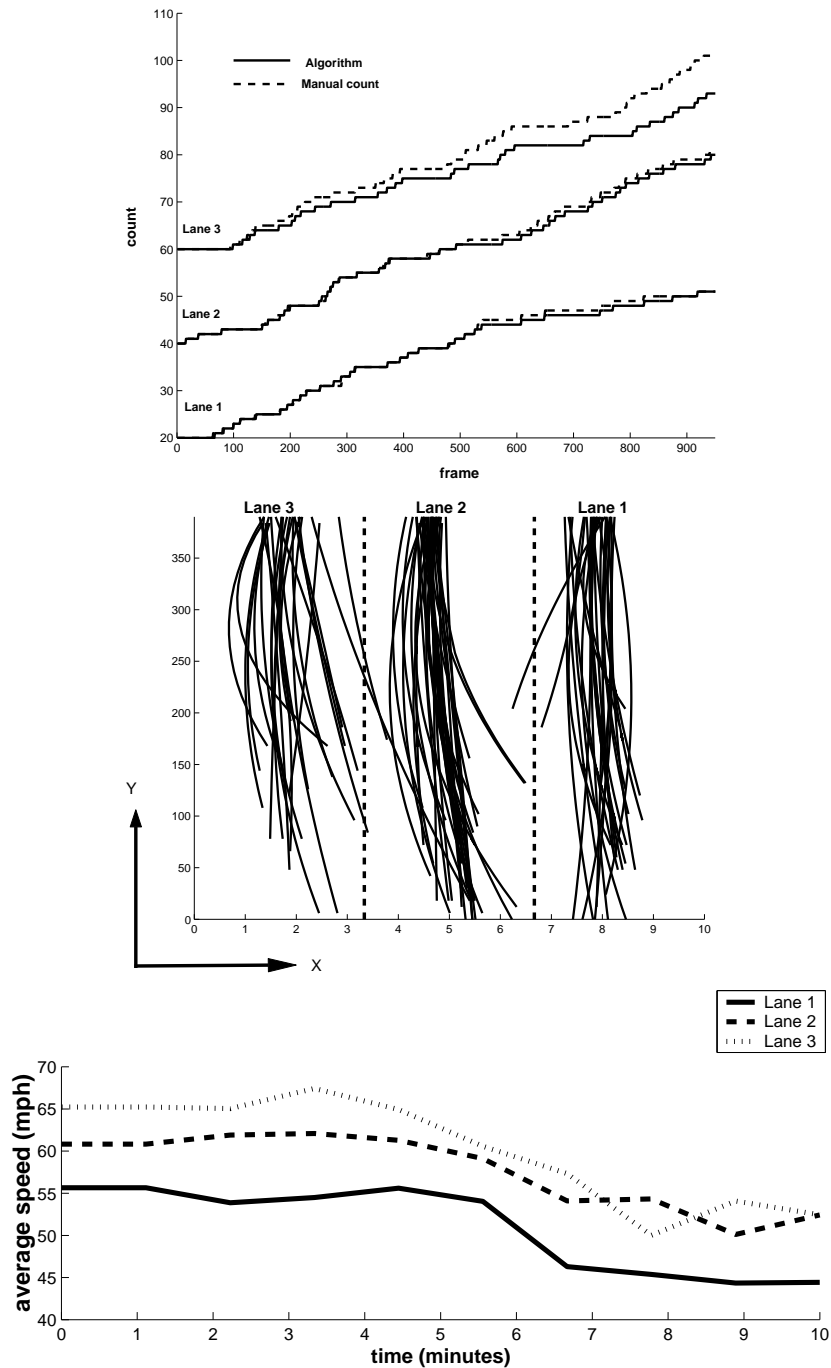 110
100
90
80
70
60
50
40
30
20
count
Algorithm
Manual count
Lane 3
Lane 2
Lane 1
0 100 200 300 400 500 600 700 800 900
frame
Lane 3 Lane 2 Lane 1
350
300
250
200
150
100
50
0
0 1 2 3 4 5 6 7 8 9 10
Y
X
Lane 1
Lane 2
Lane 3
70
65
60
55
50
45
40
average speed (mph)
0 1 2 3 4 5 6 7 8 9 10
time (minutes)